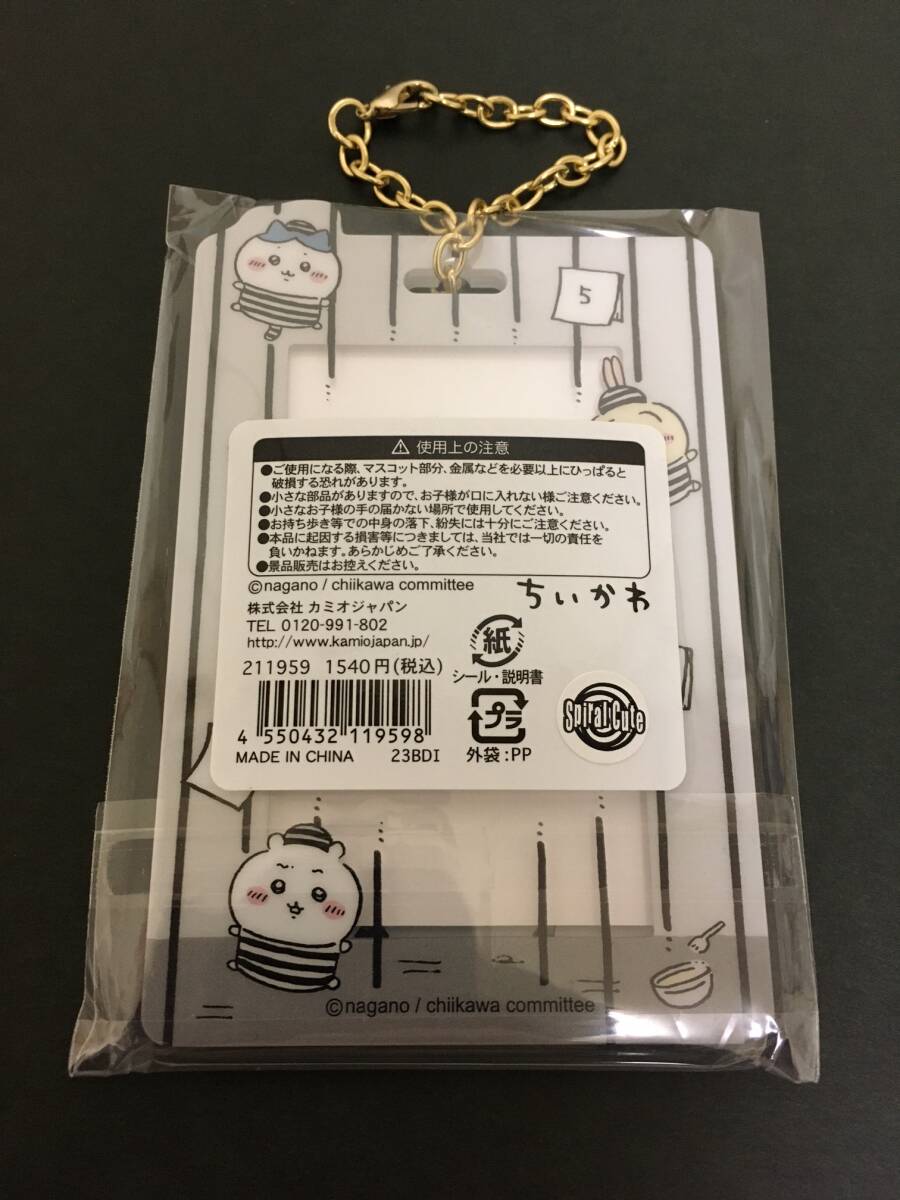 5
⚠ 使用上の注意
●ご使用になる際、マスコット部分、金属などを必要以上にひっぱると
破損する恐れがあります。
●小さな部品がありますので、お子様が口に入れない様ご注意ください。
●小さなお子様の手の届かない場所で使用してください。
●お持ち歩き等での中身の落下、紛失には十分にご注意ください。
●本品に起因する損害等につきましては、当社では一切の責任を
負いかねます。あらかじめご了承ください。
●景品販売はお控えください。
©nagano / chiikawa committee
ちいかわ
株式会社 カミオジャパン
TEL 0120-991-802
http://www.kamiojapan.jp/
紙
シール・説明書
211959 1540円(税込)
4 550432 119598
プラ
外袋:PP
Spiral Cute
MADE IN CHINA 23BDI
©nagano / chiikawa committee